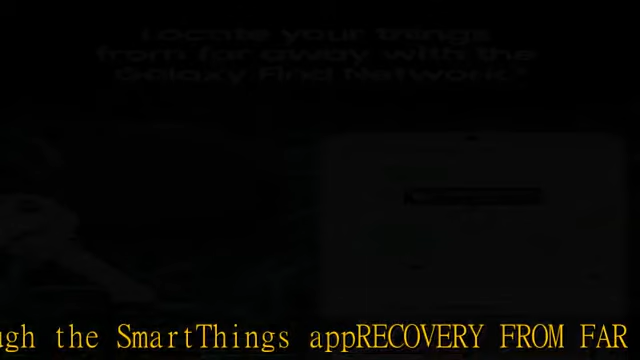 Locate your things
from far away with the
Galaxy Find Network*
ugh the SmartThings appRECOVERY FROM FAR